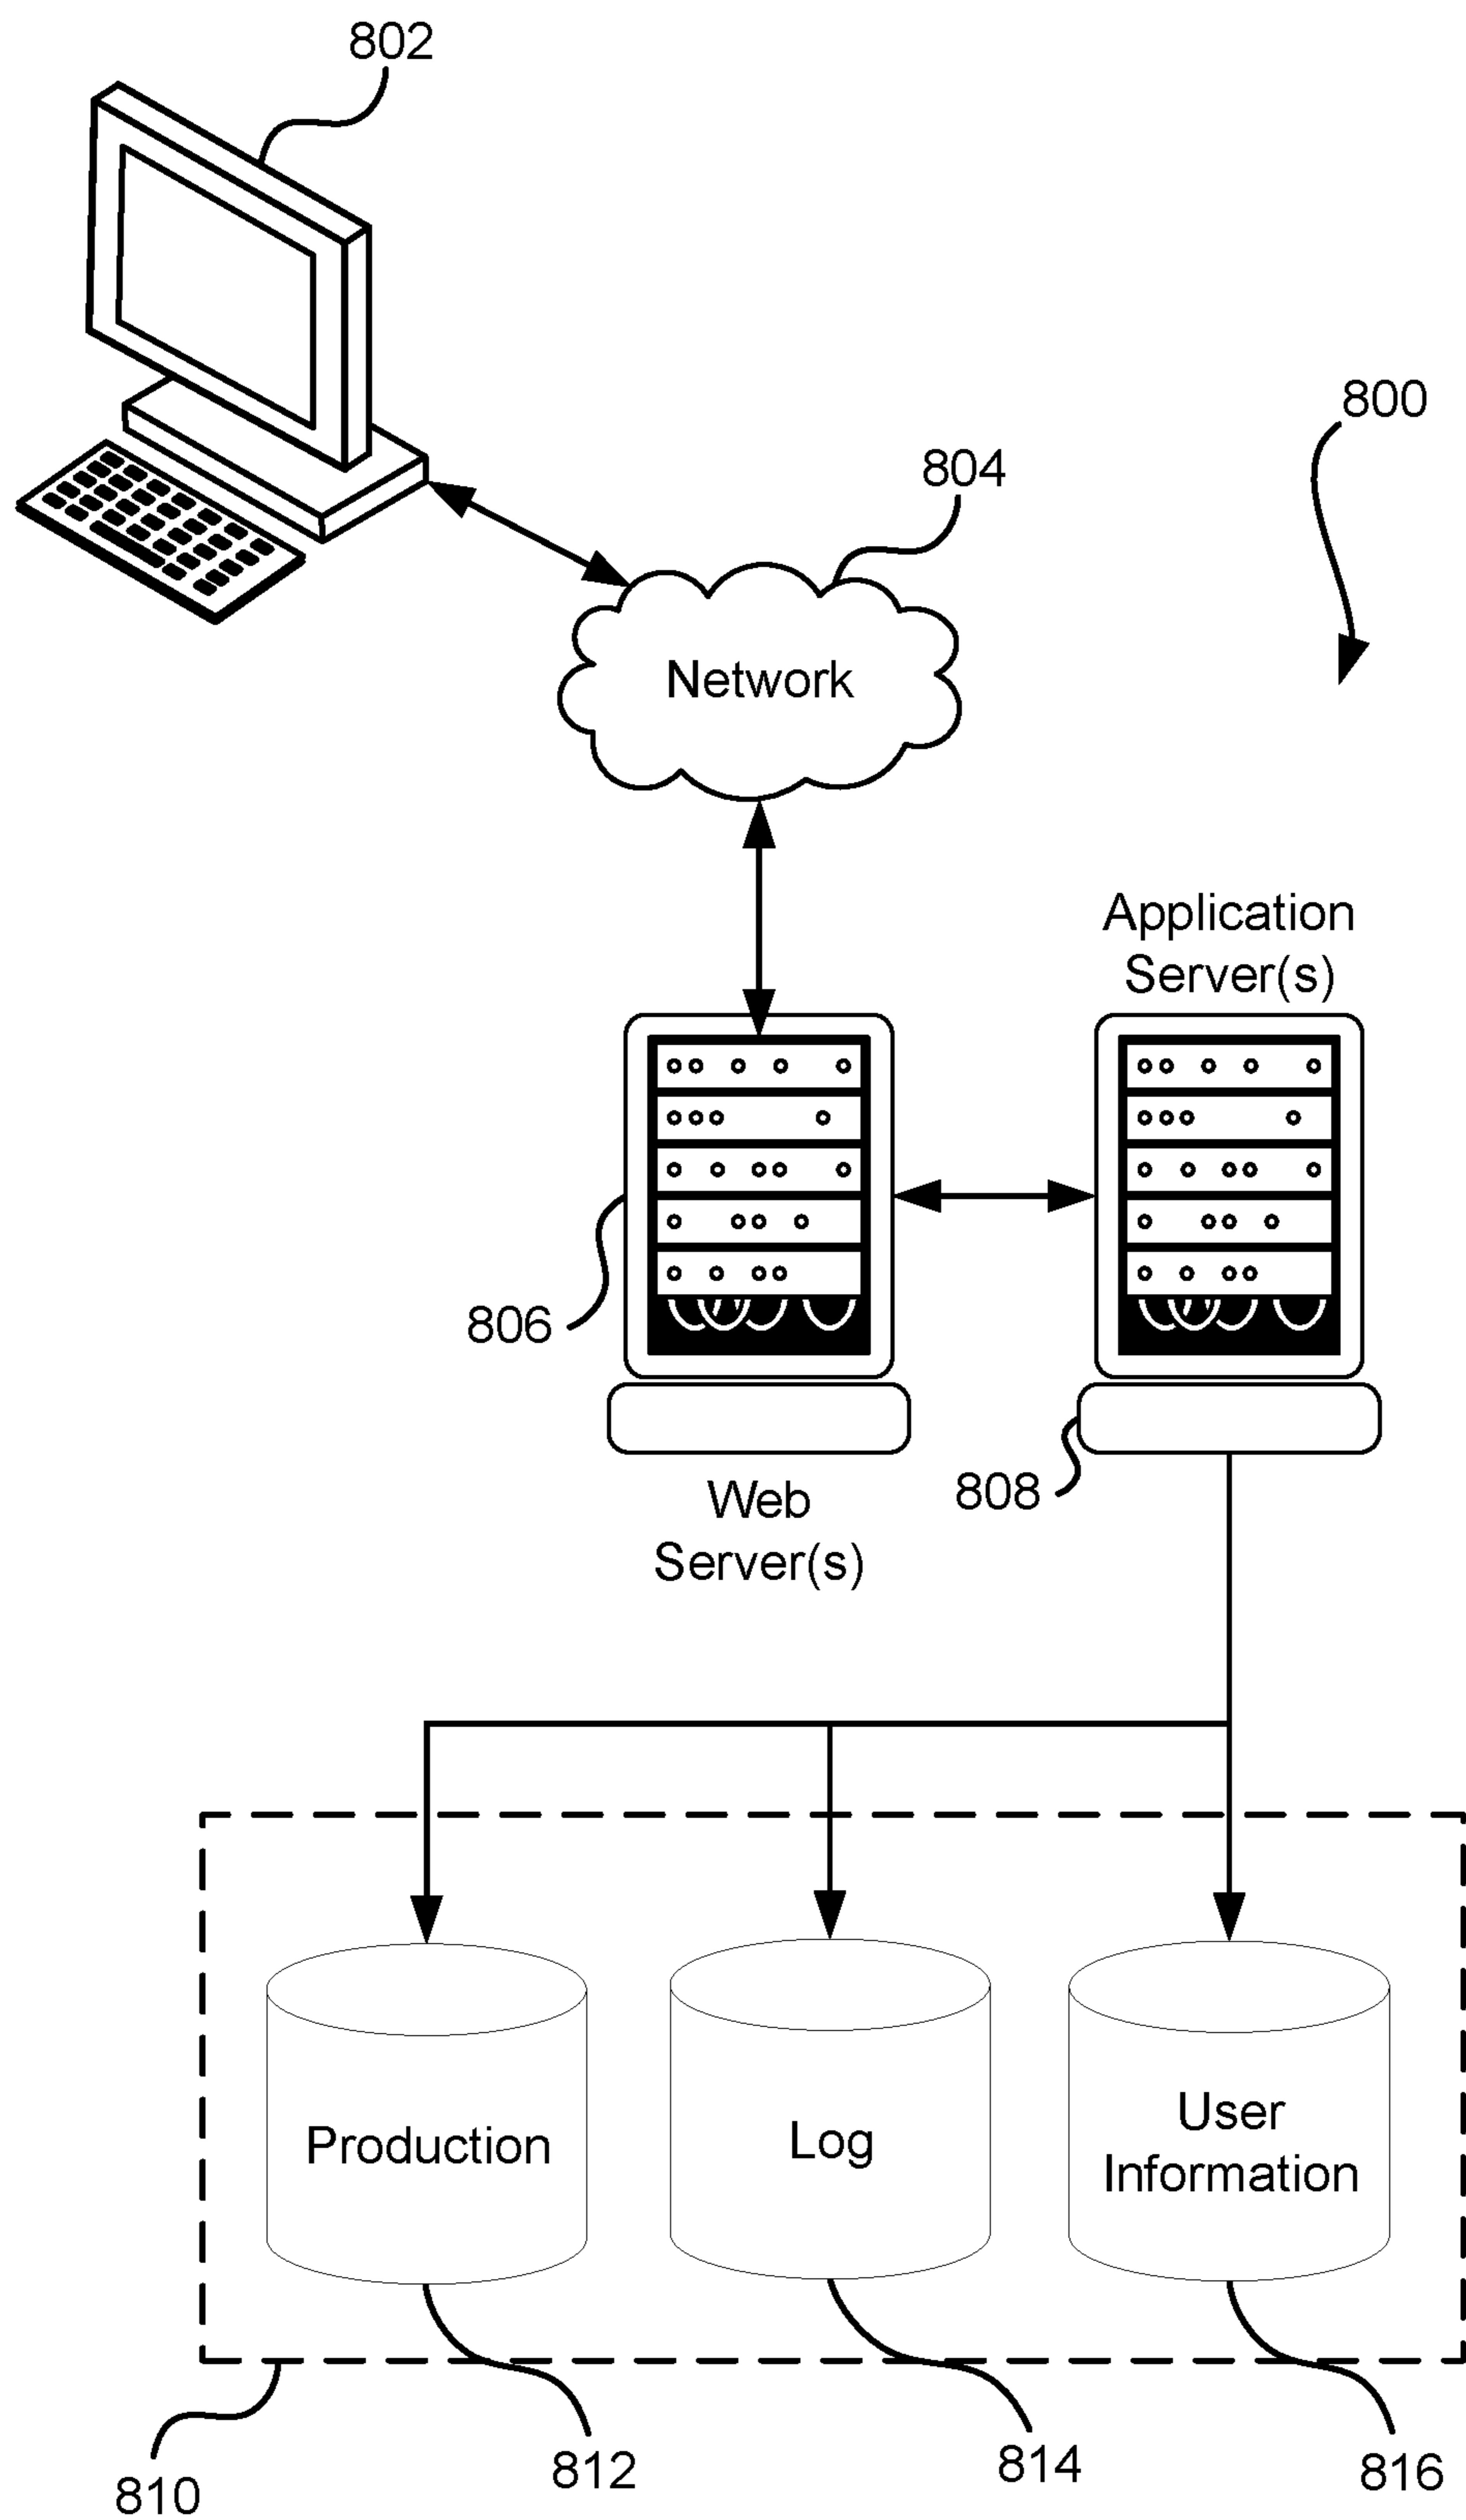 802
800
804
Network
Application
Server(s)
806
808
Web
Server(s)
Production
Log
User
Information
810
812
814
816